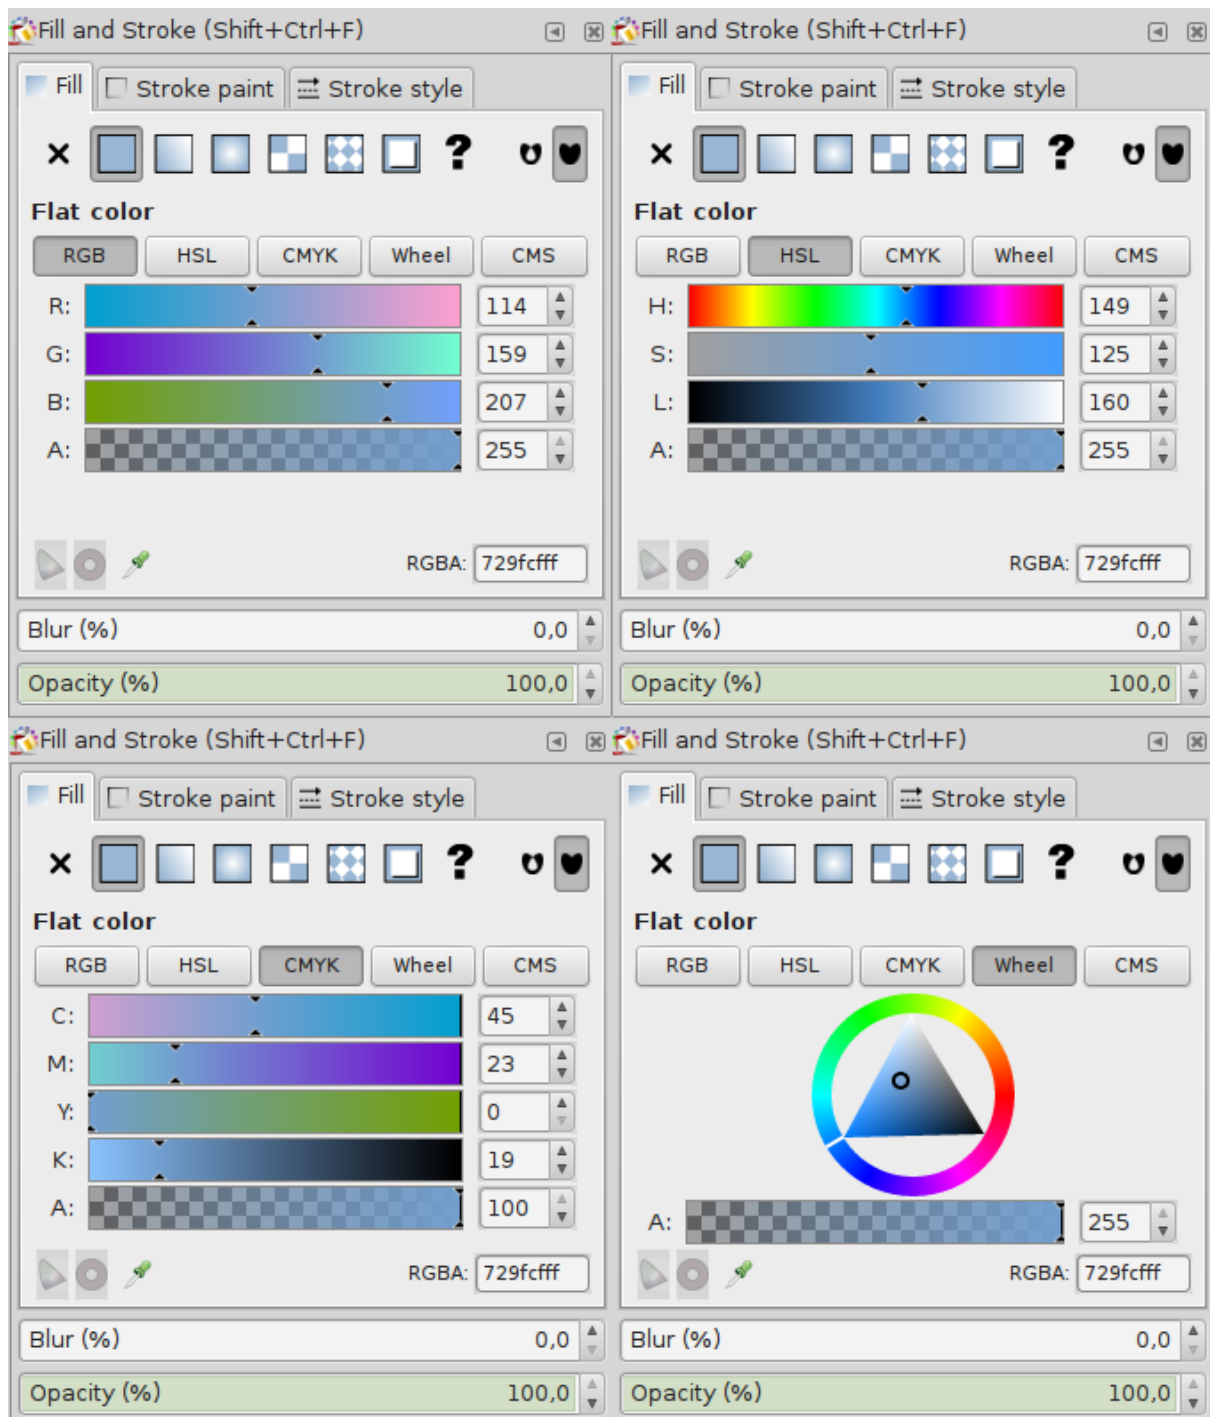 Fill and Stroke (Shift+Ctrl+F)
Fill Stroke paint Stroke style
?
Flat color
RGB HSL CMYK Wheel CMS
R: 114
G: 159
B: 207
A: 255
RGBA: 729fcfff
Blur (%) 0,0
Opacity (%) 100,0
Fill and Stroke (Shift+Ctrl+F)
Fill Stroke paint Stroke style
?
Flat color
RGB HSL CMYK Wheel CMS
H: 149
S: 125
L: 160
A: 255
RGBA: 729fcfff
Blur (%) 0,0
Opacity (%) 100,0
Fill and Stroke (Shift+Ctrl+F)
Fill Stroke paint Stroke style
?
Flat color
RGB HSL CMYK Wheel CMS
C: 45
M: 23
Y: 0
K: 19
A: 100
RGBA: 729fcfff
Blur (%) 0,0
Opacity (%) 100,0
Fill and Stroke (Shift+Ctrl+F)
Fill Stroke paint Stroke style
?
Flat color
RGB HSL CMYK Wheel CMS
A: 255
RGBA: 729fcfff
Blur (%) 0,0
Opacity (%) 100,0